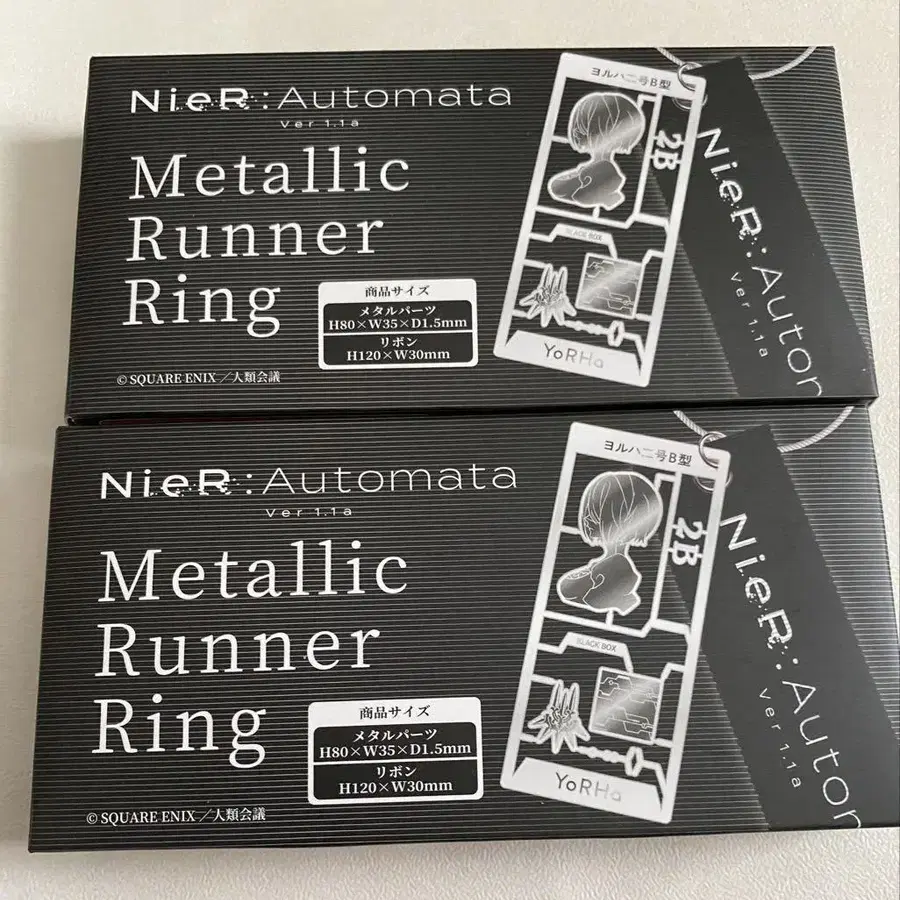 NieR:Automata
Ver 1.1a
Metallic
Runner
Ring
商品サイズ
メタルパーツ
H80×W35×D1.5mm
リボン
H120×W30mm
© SQUARE ENIX／人類会議
ヨルハ二号B型
2B
BLACK BOX
YoRHa
NieR:Autom
Ver 1.1a
NieR:Automata
Ver 1.1a
Metallic
Runner
Ring
商品サイズ
メタルパーツ
H80×W35×D1.5mm
リボン
H120×W30mm
© SQUARE ENIX／人類会議
ヨルハ二号B型
2B
BLACK BOX
YoRHa
NieR:Autom
Ver 1.1a